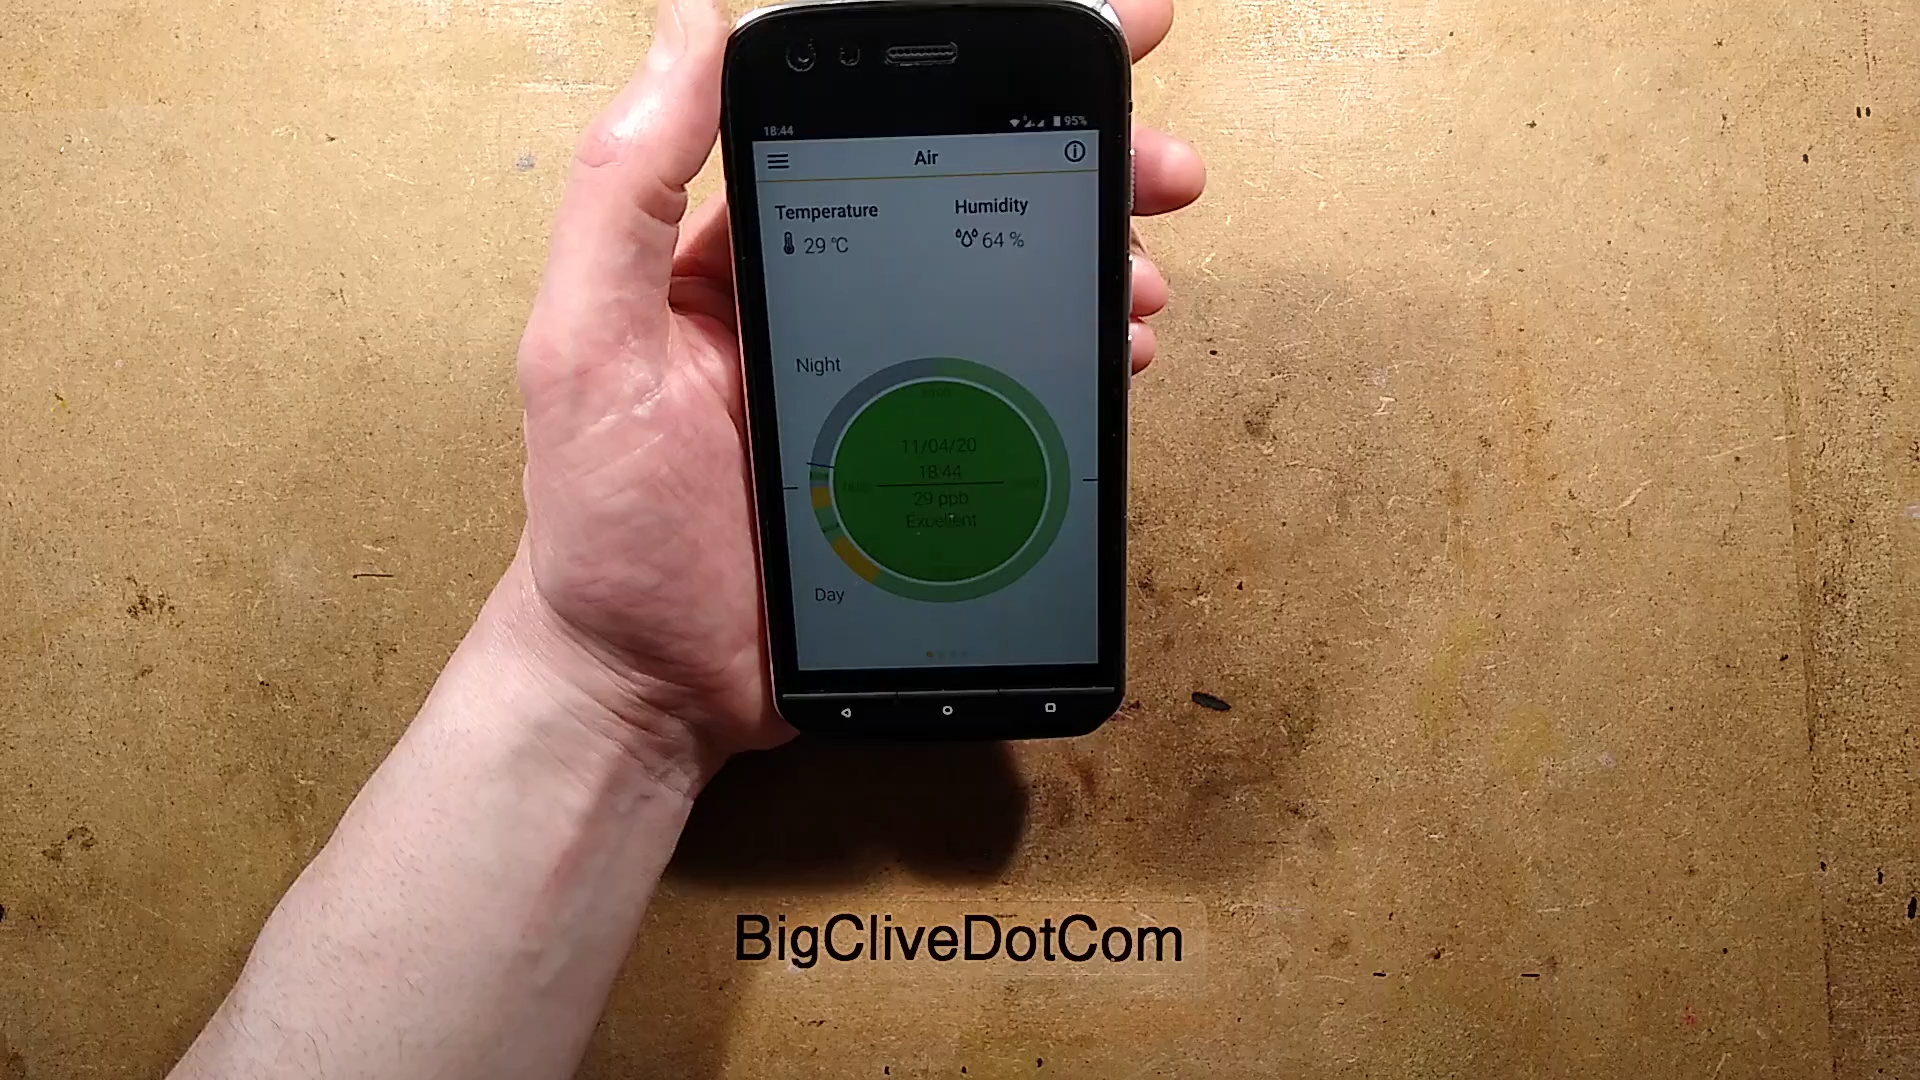 18:44
95%
Air
Temperature
Humidity
29 °C
64 %
Night
11/04/20
18:44
29 ppb
Excellent
Day
BigCliveDotCom